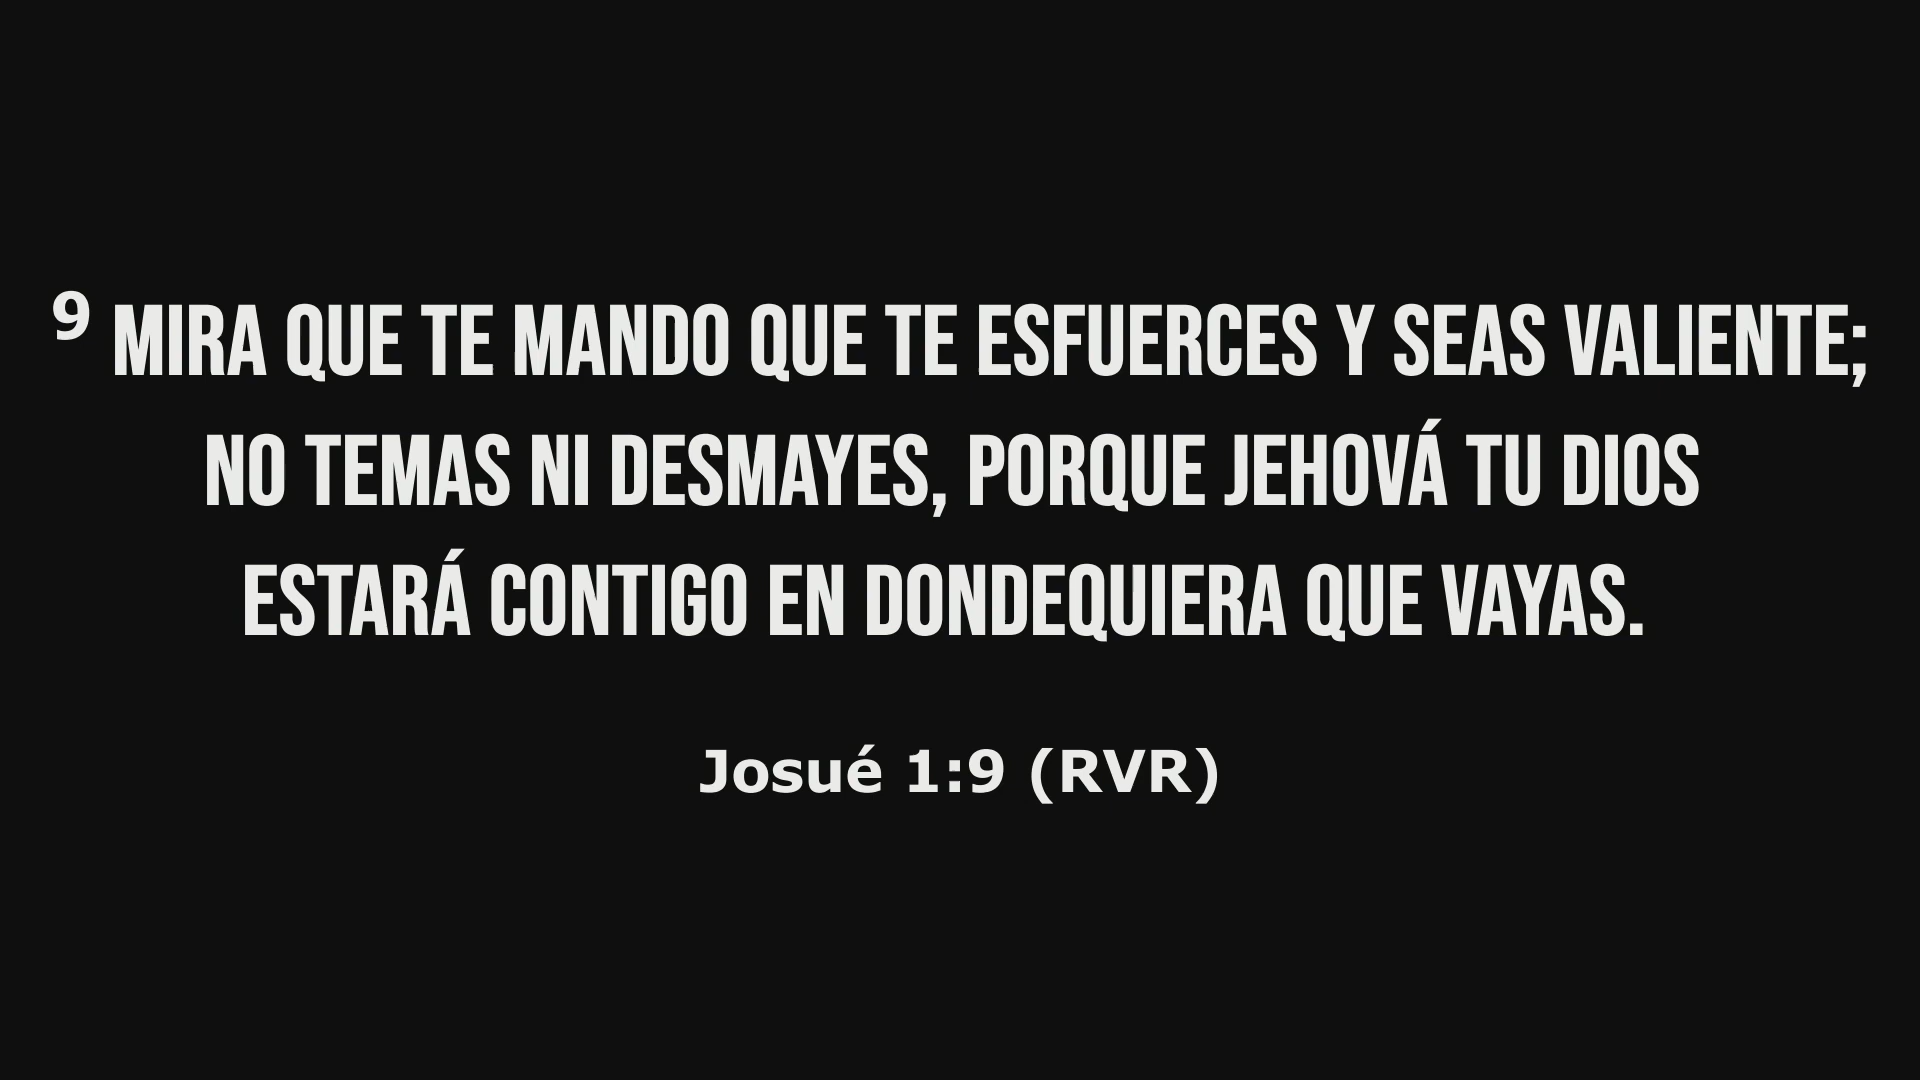 9 MIRA QUE TE MANDO QUE TE ESFUERCES Y SEAS VALIENTE;
NO TEMAS NI DESMAYES, PORQUE JEHOVÁ TU DIOS
ESTARÁ CONTIGO EN DONDEQUIERA QUE VAYAS.
Josué 1:9 (RVR)